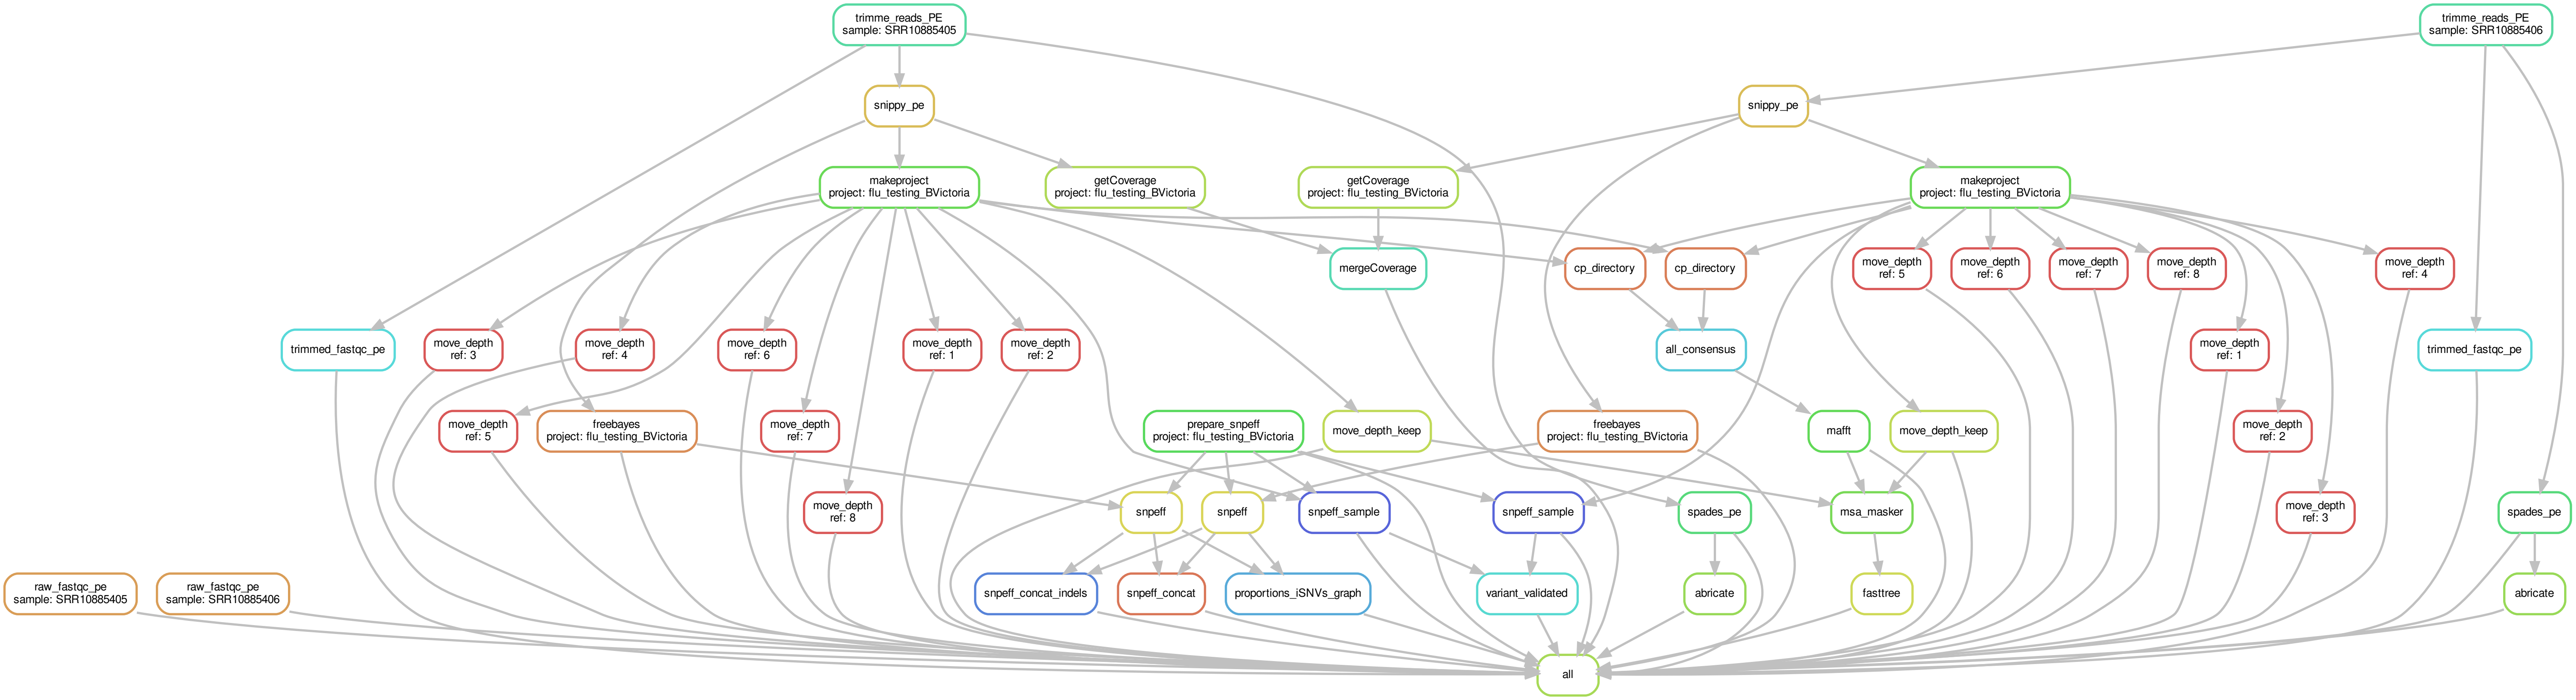 trimme_reads_PE
sample: SRR10885405
trimme_reads_PE
sample: SRR10885406
snippy_pe
snippy_pe
makeproject
project: flu_testing_BVictoria
getCoverage
project: flu_testing_BVictoria
getCoverage
project: flu_testing_BVictoria
makeproject
project: flu_testing_BVictoria
mergeCoverage
cp_directory
cp_directory
move_depth
ref: 5
move_depth
ref: 6
move_depth
ref: 7
move_depth
ref: 8
move_depth
ref: 4
trimmed_fastqc_pe
move_depth
ref: 3
move_depth
ref: 4
move_depth
ref: 6
move_depth
ref: 1
move_depth
ref: 2
all_consensus
move_depth
ref: 1
trimmed_fastqc_pe
move_depth
ref: 5
freebayes
project: flu_testing_BVictoria
move_depth
ref: 7
prepare_snpeff
project: flu_testing_BVictoria
move_depth_keep
freebayes
project: flu_testing_BVictoria
mafft
move_depth_keep
move_depth
ref: 2
move_depth
ref: 8
snpeff
snpeff
snpeff_sample
snpeff_sample
spades_pe
msa_masker
move_depth
ref: 3
spades_pe
raw_fastqc_pe
sample: SRR10885405
raw_fastqc_pe
sample: SRR10885406
snpeff_concat_indels
snpeff_concat
proportions_iSNVs_graph
variant_validated
abricate
fasttree
abricate
all